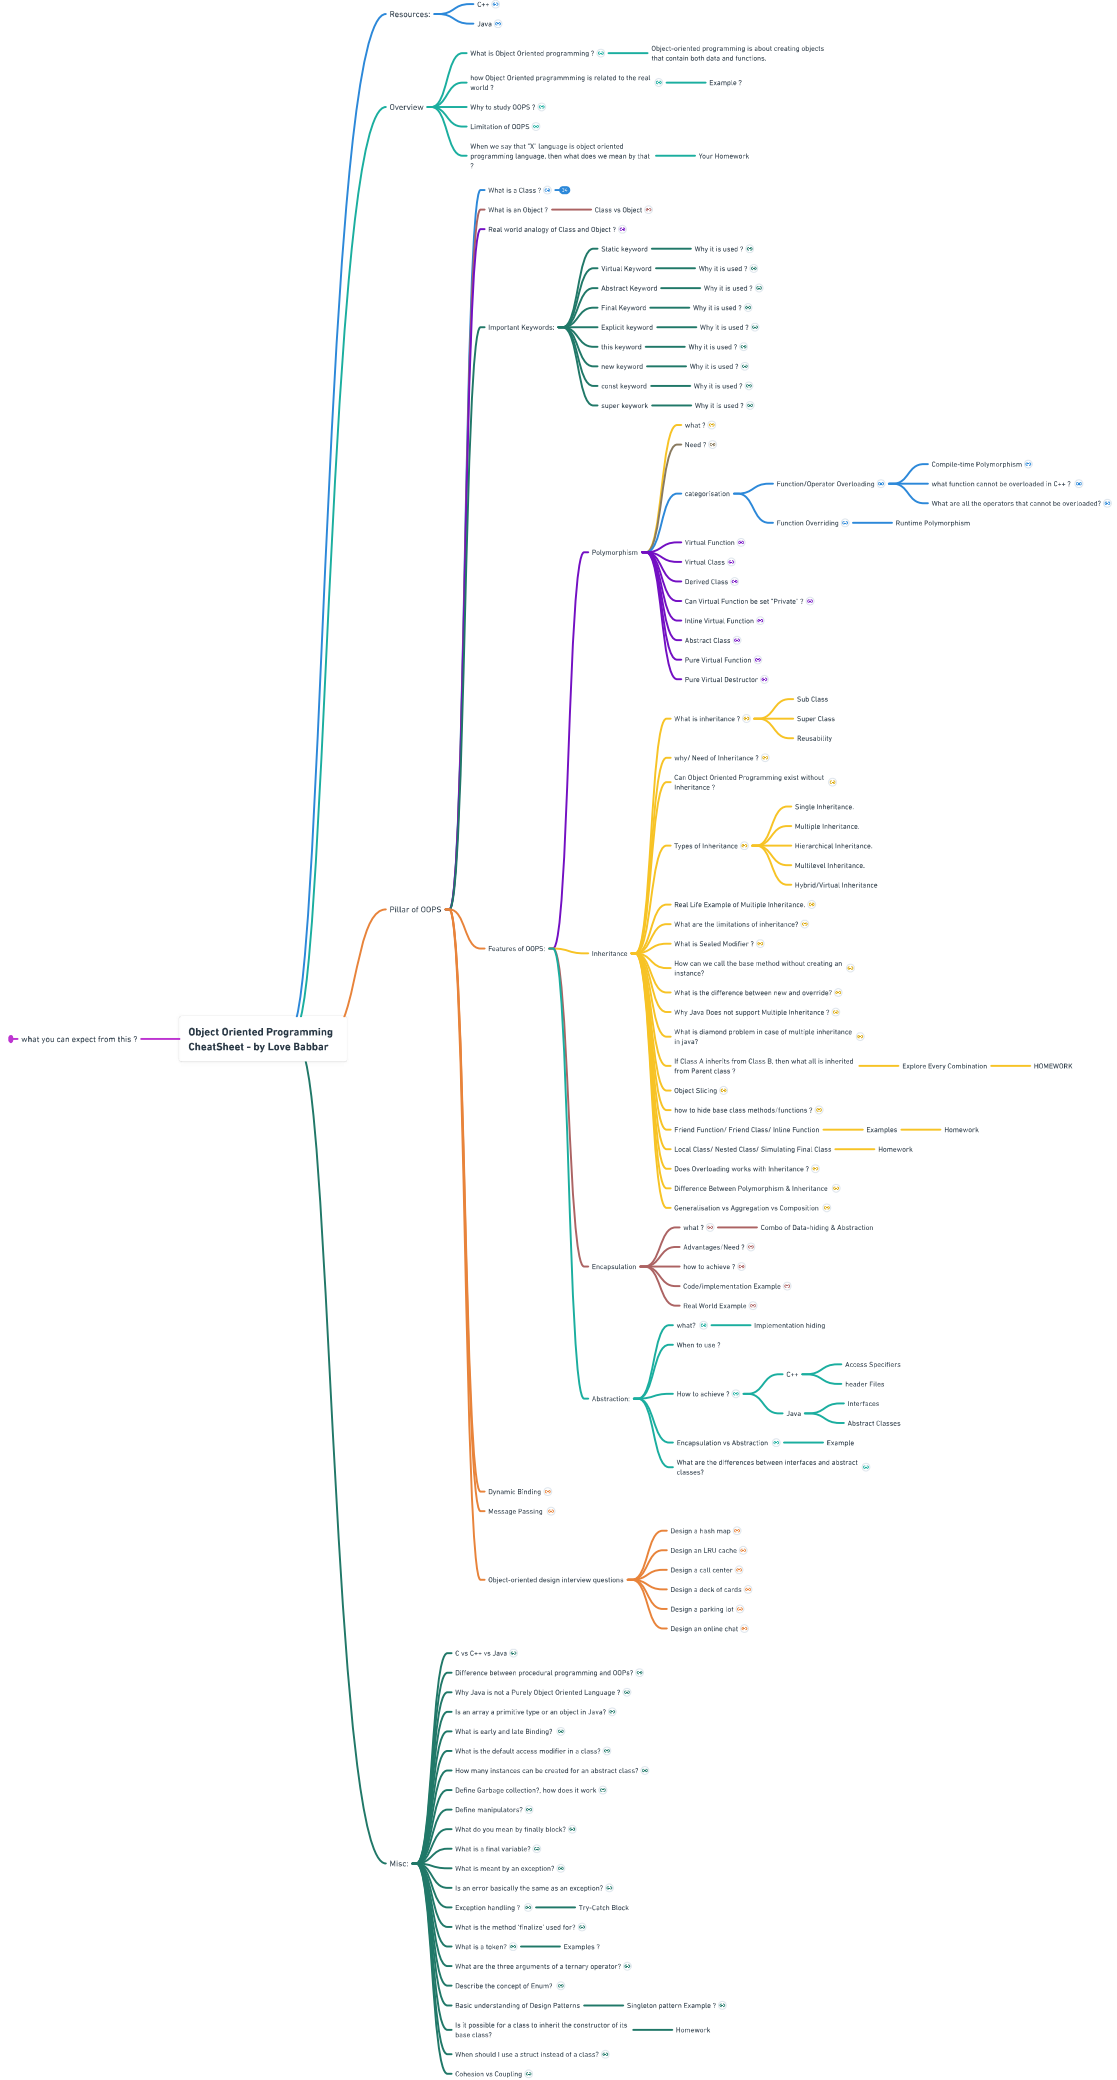 C++
Resources:
Java
What is Object Oriented programming ?
Object-oriented programming is about creating objects
that contain both data and functions.
how Object Oriented programmming is related to the real
world ?
Example ?
Overview
Why to study OOPS ?
Limitation of OOPS
When we say that "X" language is object oriented
programming language, then what does we mean by that
?
Your Homework
What is a Class ?
What is an Object ?
Class vs Object
Real world analogy of Class and Object ?
Important Keywords:
Static keyword
Why it is used ?
Virtual Keyword
Why it is used ?
Abstract Keyword
Why it is used ?
Final Keyword
Why it is used ?
Explicit keyword
Why it is used ?
this keyword
Why it is used ?
new keyword
Why it is used ?
const keyword
Why it is used ?
super keywork
Why it is used ?
Pillar of OOPS
Features of OOPS:
Polymorphism
what ?
Need ?
categorisation
Function/Operator Overloading
Compile-time Polymorphism
what function cannot be overloaded in C++ ?
What are all the operators that cannot be overloaded?
Function Overriding
Runtime Polymorphism
Virtual Function
Virtual Class
Derived Class
Can Virtual Function be set "Private" ?
Inline Virtual Function
Abstract Class
Pure Virtual Function
Pure Virtual Destructor
Inheritance
What is inheritance ?
Sub Class
Super Class
Reusability
why/ Need of Inheritance ?
Can Object Oriented Programming exist without
Inheritance ?
Types of Inheritance
Single Inheritance.
Multiple Inheritance.
Hierarchical Inheritance.
Multilevel Inheritance.
Hybrid/Virtual Inheritance
Real Life Example of Multiple Inheritance.
What are the limitations of inheritance?
What is Sealed Modifier ?
How can we call the base method without creating an
instance?
What is the difference between new and override?
Why Java Does not support Multiple Inheritance ?
What is diamond problem in case of multiple inheritance
in java?
If Class A inherits from Class B, then what all is inherited
from Parent class ?
Explore Every Combination
HOMEWORK
Object Slicing
how to hide base class methods/functions ?
Friend Function/ Friend Class/ Inline Function
Examples
Homework
Local Class/ Nested Class/ Simulating Final Class
Homework
Does Overloading works with Inheritance ?
Difference Between Polymorphism & Inheritance
Generalisation vs Aggregation vs Composition
Encapsulation
what ?
Combo of Data-hiding & Abstraction
Advantages/Need ?
how to achieve ?
Code/implementation Example
Real World Example
Abstraction:
what?
Implementation hiding
When to use ?
How to achieve ?
C++
Access Specifiers
header Files
Java
Interfaces
Abstract Classes
Encapsulation vs Abstraction
Example
What are the differences between interfaces and abstract
classes?
Dynamic Binding
Message Passing
Object-oriented design interview questions
Design a hash map
Design an LRU cache
Design a call center
Design a deck of cards
Design a parking lot
Design an online chat
what you can expect from this ?
Object Oriented Programming
CheatSheet - by Love Babbar
Misc:
C vs C++ vs Java
Difference between procedural programming and OOPs?
Why Java is not a Purely Object Oriented Language ?
Is an array a primitive type or an object in Java?
What is early and late Binding?
What is the default access modifier in a class?
How many instances can be created for an abstract class?
Define Garbage collection?, how does it work
Define manipulators?
What do you mean by finally block?
What is a final variable?
What is meant by an exception?
Is an error basically the same as an exception?
Exception handling ?
Try-Catch Block
What is the method 'finalize' used for?
What is a token?
Examples ?
What are the three arguments of a ternary operator?
Describe the concept of Enum?
Basic understanding of Design Patterns
Singleton pattern Example ?
Is it possible for a class to inherit the constructor of its
base class?
Homework
When should I use a struct instead of a class?
Cohesion vs Coupling